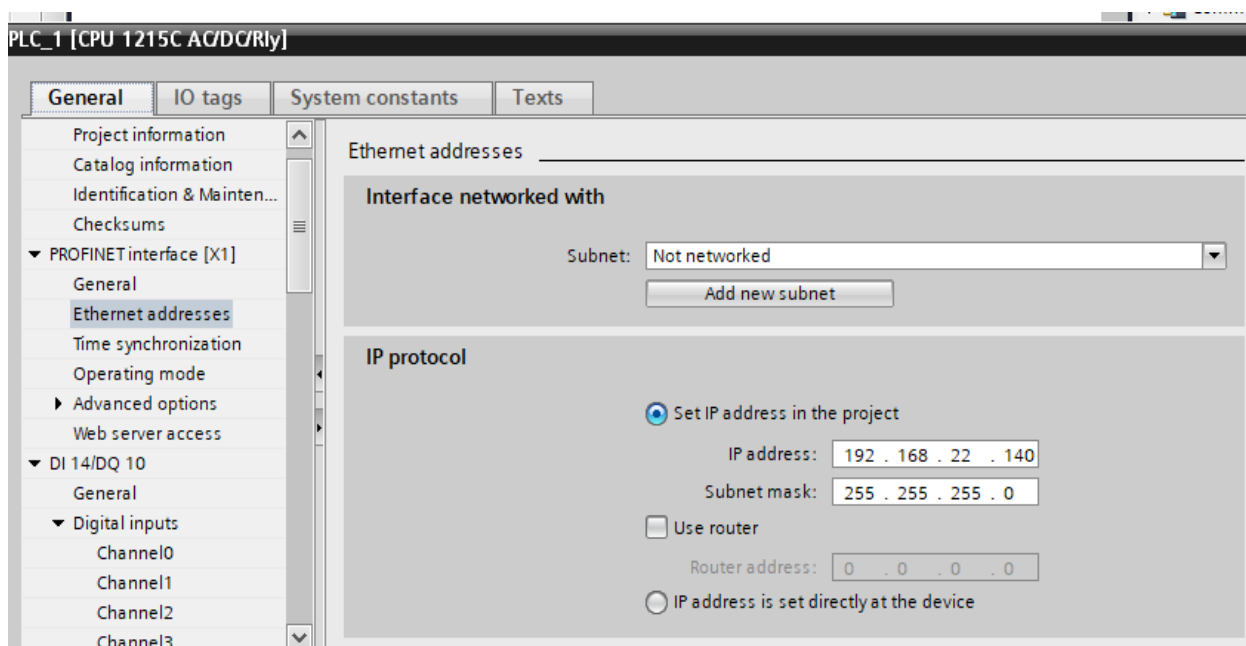 PLC_1 [CPU 1215C AC/DC/Rly]
General IO tags System constants Texts
Project information
Catalog information
Identification & Mainten...
Checksums
PROFINET interface [X1]
General
Ethernet addresses
Time synchronization
Operating mode
Advanced options
Web server access
DI 14/DQ 10
General
Digital inputs
Channel0
Channel1
Channel2
Channel3
Ethernet addresses
Interface networked with
Subnet: Not networked
Add new subnet
IP protocol
Set IP address in the project
IP address: 192 . 168 . 22 . 140
Subnet mask: 255 . 255 . 255 . 0
Use router
Router address: 0 . 0 . 0 . 0
IP address is set directly at the device